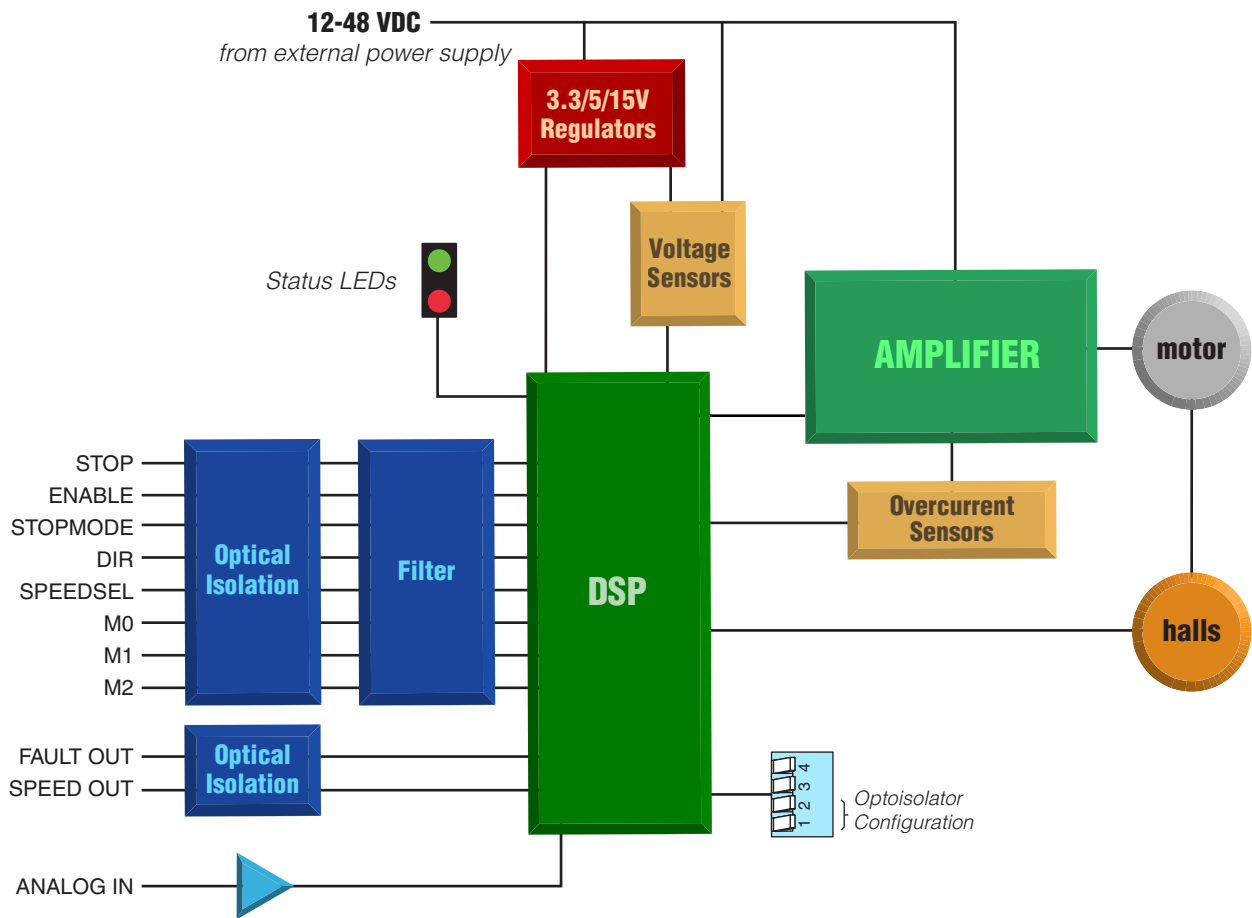 12-48 VDC
from external power supply
3.3/5/15V
Regulators
Voltage
Sensors
Status LEDs
AMPLIFIER
motor
Overcurrent
Sensors
halls
DSP
STOP
ENABLE
STOPMODE
DIR
SPEEDSEL
M0
M1
M2
Optical
Isolation
Filter
FAULT OUT
SPEED OUT
Optical
Isolation
1 2 3 4
Optoisolator
Configuration
ANALOG IN